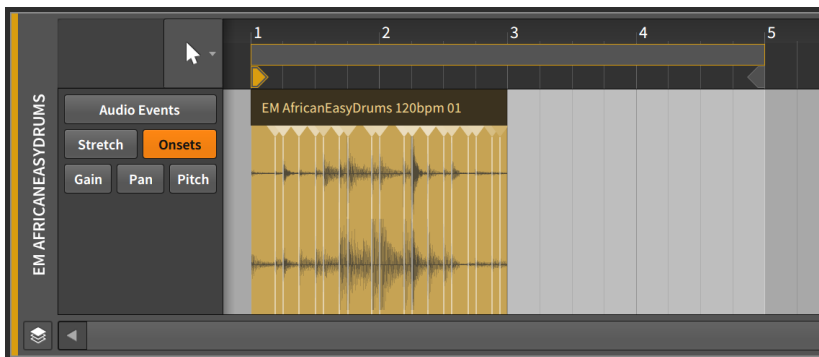 1 2 3 4 5
EM AFRICANEASYDRUMS
Audio Events
Stretch Onsets
Gain Pan Pitch
EM AfricanEasyDrums 120bpm 01